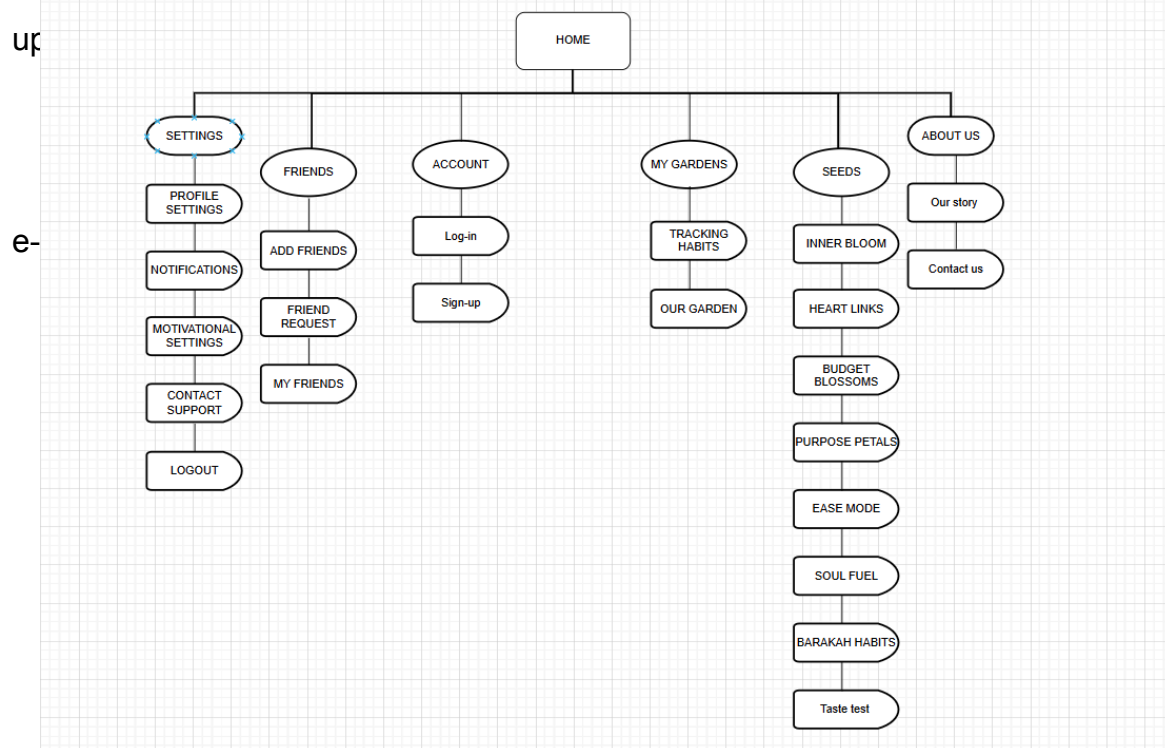 HOME
up
SETTINGS
PROFILE
SETTINGS
NOTIFICATIONS
MOTIVATIONAL
SETTINGS
CONTACT
SUPPORT
LOGOUT
FRIENDS
ADD FRIENDS
FRIEND
REQUEST
MY FRIENDS
ACCOUNT
Log-in
Sign-up
MY GARDENS
TRACKING
HABITS
OUR GARDEN
SEEDS
INNER BLOOM
HEART LINKS
BUDGET
BLOSSOMS
PURPOSE PETALS
EASE MODE
SOUL FUEL
BARAKAH HABITS
Taste test
ABOUT US
Our story
Contact us
e-